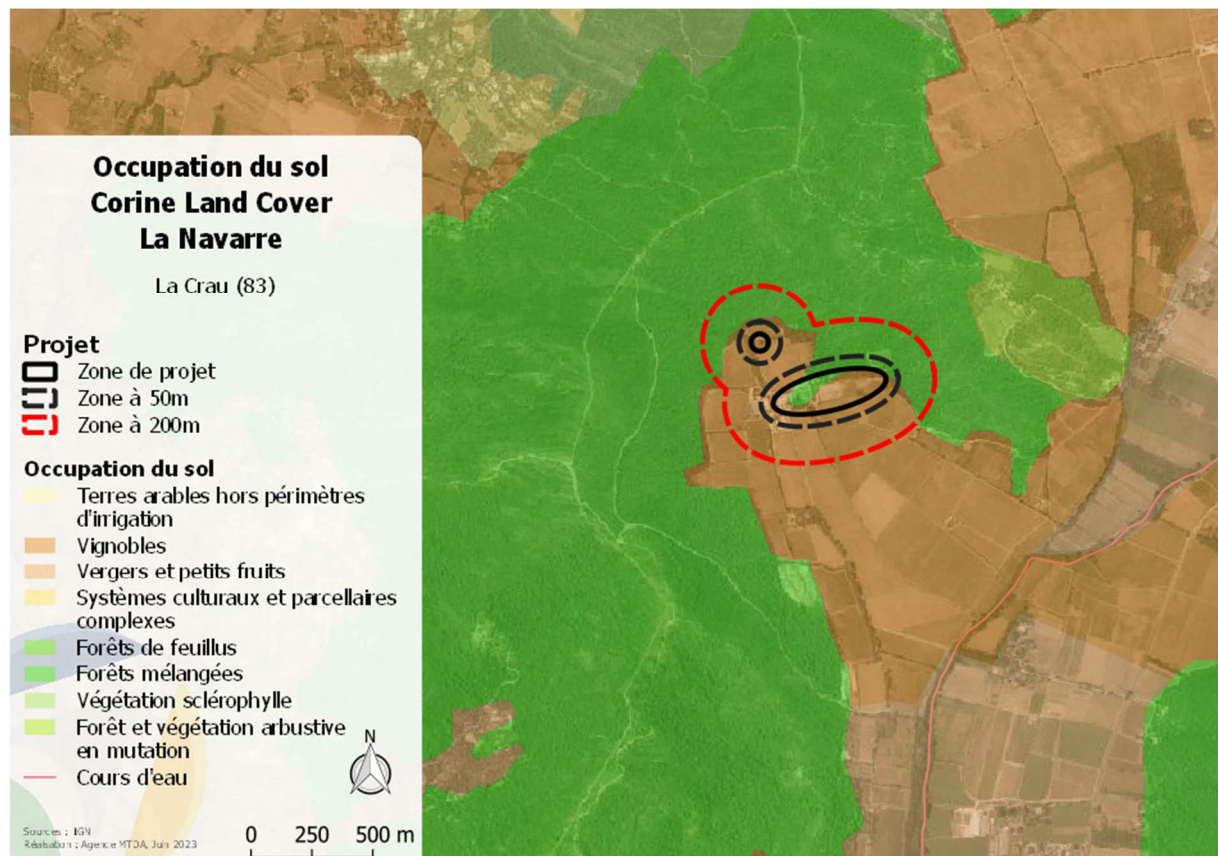 Occupation du sol
Corine Land Cover
La Navarre
La Crau (83)
Projet
Zone de projet
Zone à 50m
Zone à 200m
Occupation du sol
Terres arables hors périmètres
d'irrigation
Vignobles
Vergers et petits fruits
Systèmes culturaux et parcellaires
complexes
Forêts de feuillus
Forêts mélangées
Végétation sclérophylle
Forêt et végétation arbustive
en mutation
Cours d'eau
N
Sources : IGN
Réalisation : Agence MTDA, Juin 2023
0 250 500 m